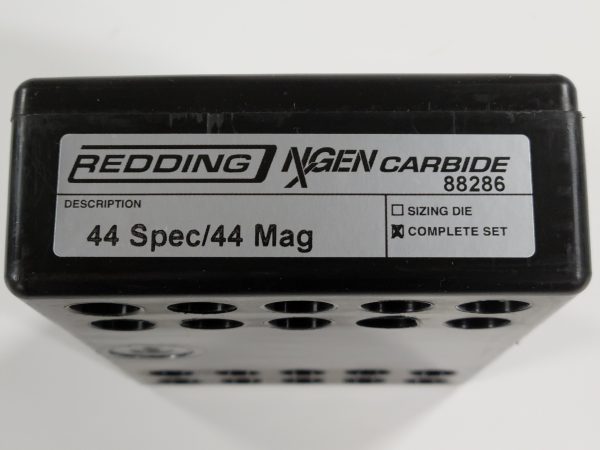 REDDING NXGEN CARBIDE
88286
DESCRIPTION
44 Spec/44 Mag
SIZING DIE
COMPLETE SET